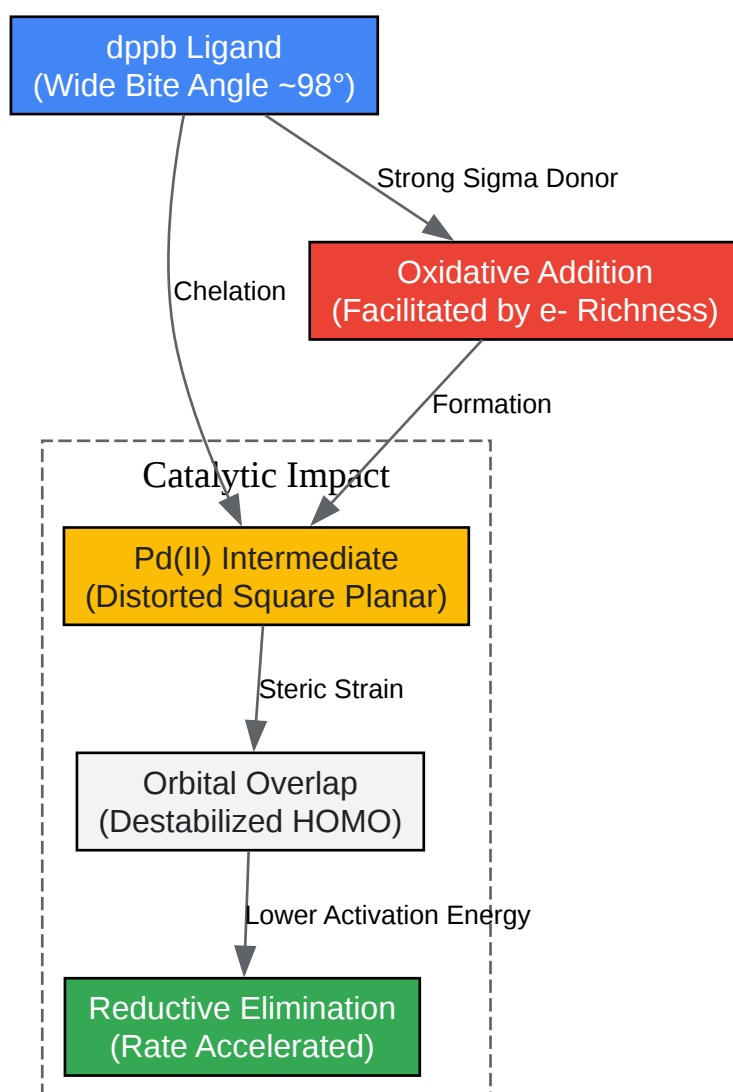 dppb Ligand
(Wide Bite Angle ~98°)
Strong Sigma Donor
Oxidative Addition
(Facilitated by e- Richness)
Chelation
Formation
Catalytic Impact
Pd(II) Intermediate
(Distorted Square Planar)
Steric Strain
Orbital Overlap
(Destabilized HOMO)
Lower Activation Energy
Reductive Elimination
(Rate Accelerated)